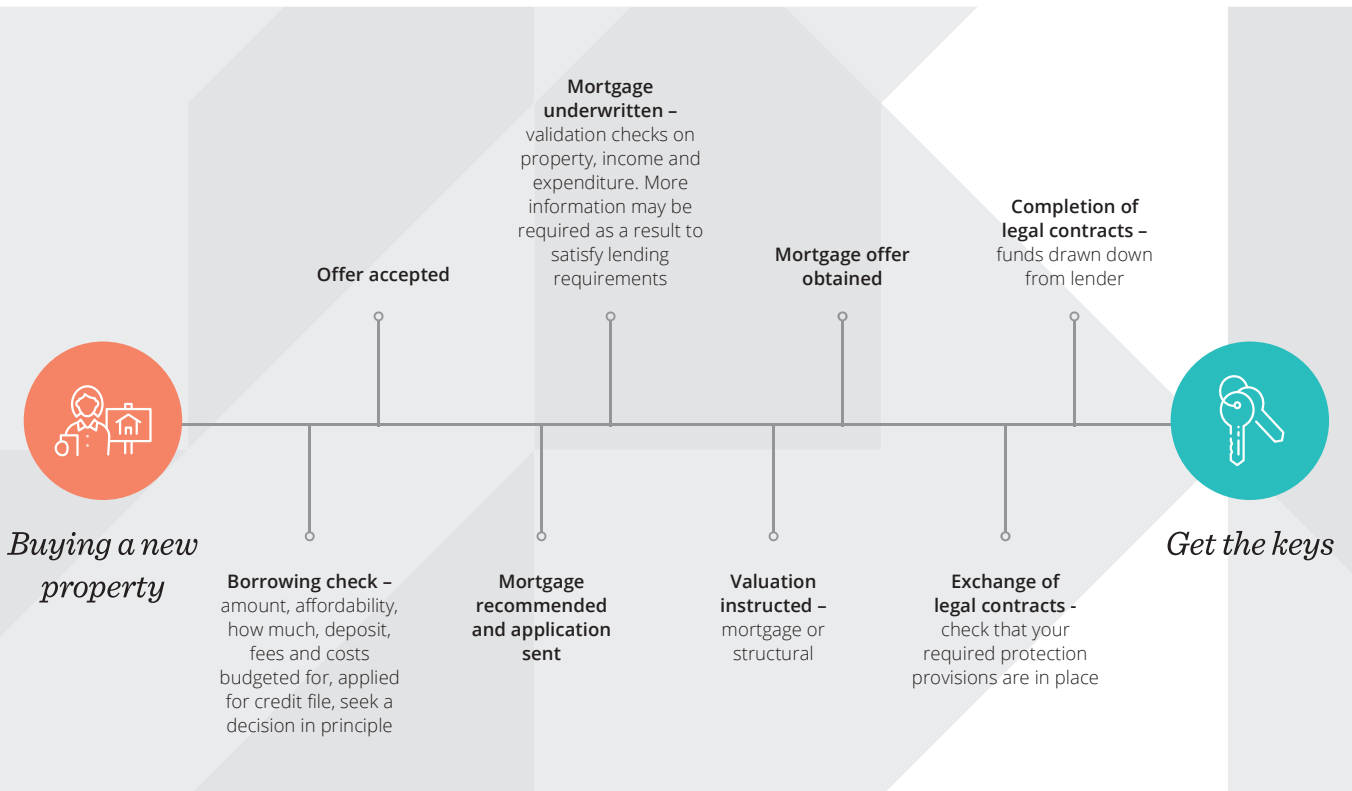 Buying a new
property
Borrowing check –
amount, affordability,
how much, deposit,
fees and costs
budgeted for, applied
for credit file, seek a
decision in principle
Offer accepted
Mortgage
recommended
and application
sent
Mortgage
underwritten –
validation checks on
property, income and
expenditure. More
information may be
required as a result to
satisfy lending
requirements
Valuation
instructed –
mortgage or
structural
Mortgage offer
obtained
Exchange of
legal contracts -
check that your
required protection
provisions are in place
Completion of
legal contracts –
funds drawn down
from lender
Get the keys